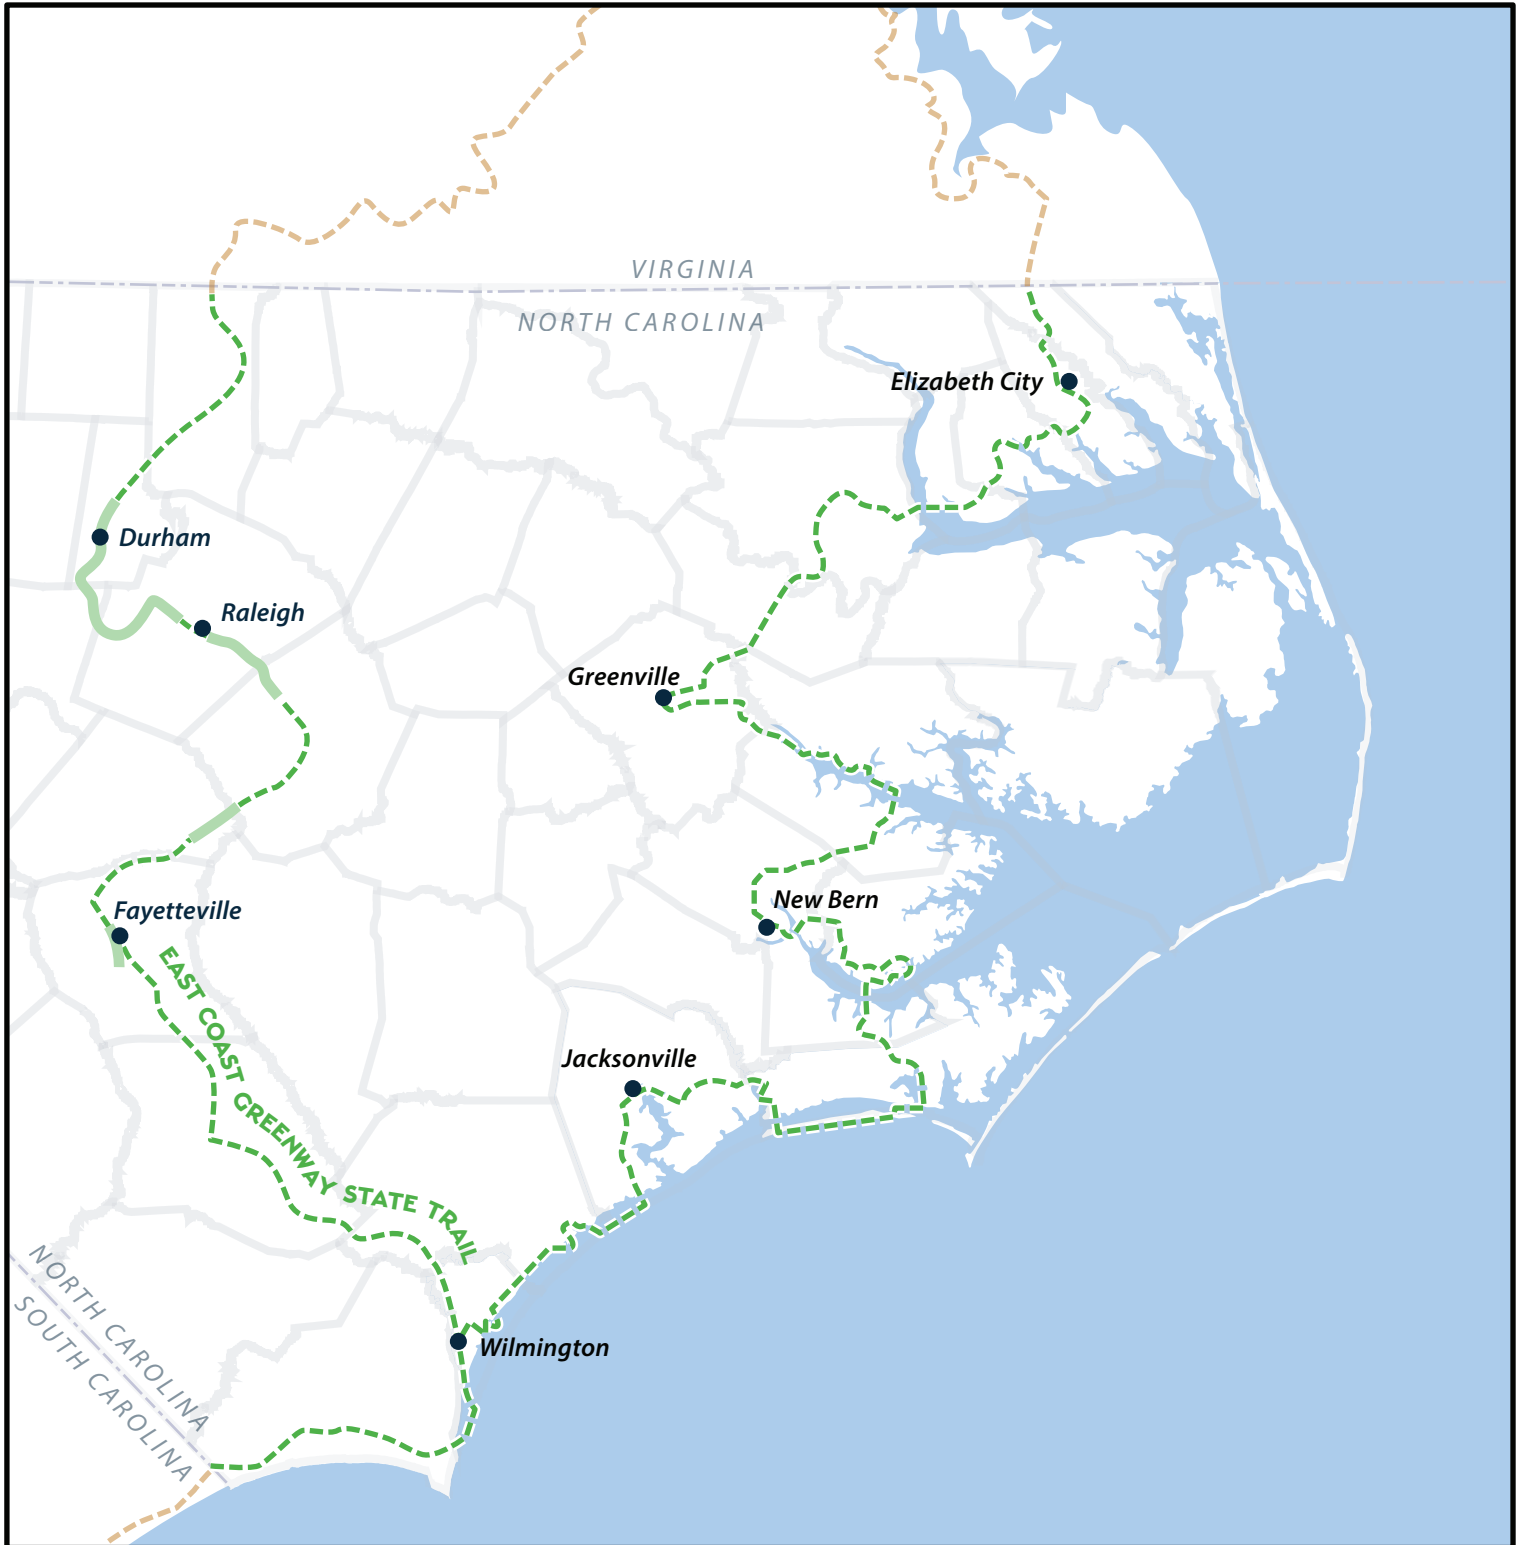 VIRGINIA
NORTH CAROLINA
Elizabeth City
Durham
Raleigh
Greenville
New Bern
Fayetteville
EAST COAST GREENWAY STATE TRAIL
Jacksonville
Wilmington
NORTH CAROLINA
SOUTH CAROLINA